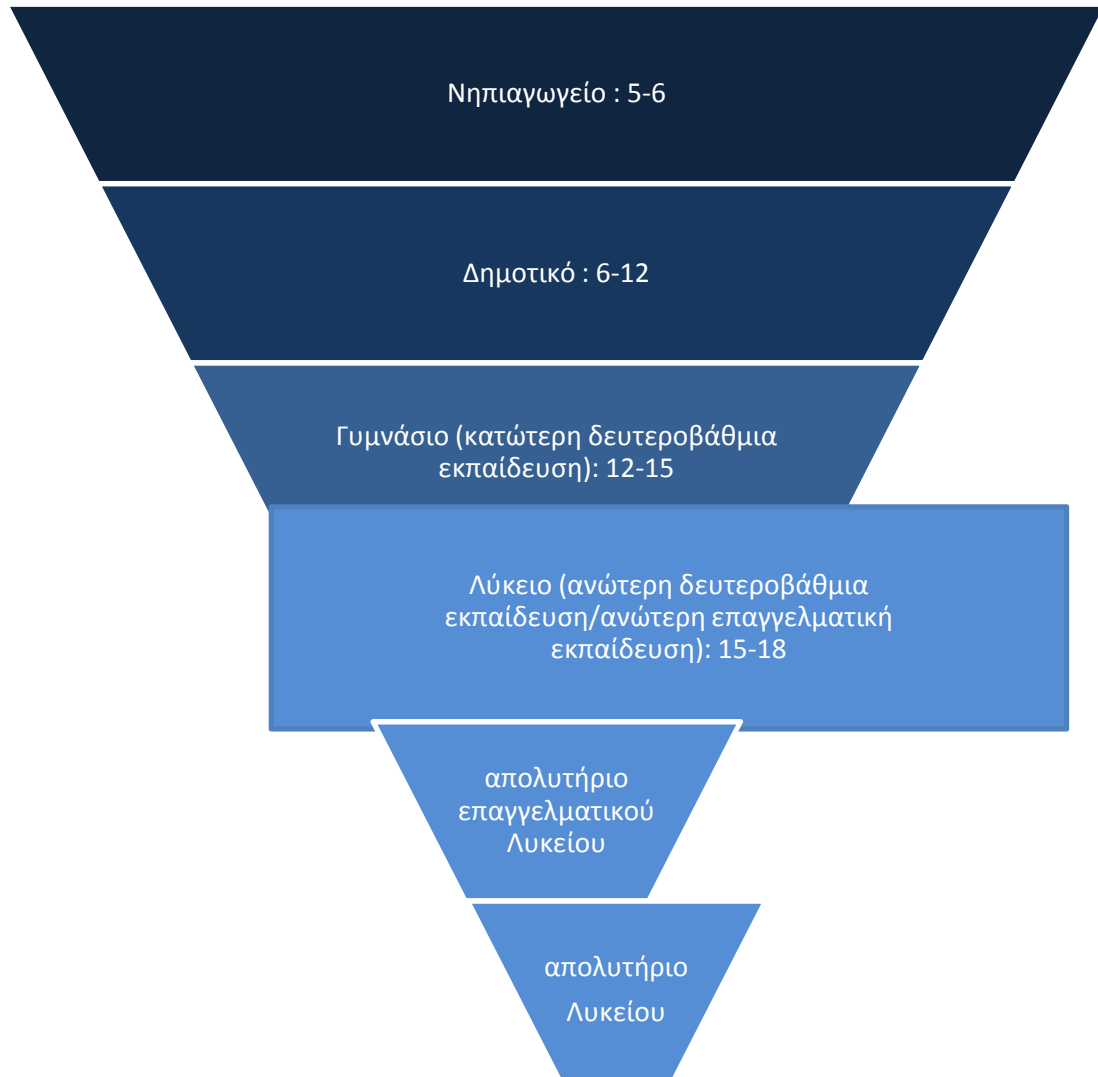 Νηπιαγωγείο : 5-6
Δημοτικό : 6-12
Γυμνάσιο (κατώτερη δευτεροβάθμια
εκπαίδευση): 12-15
Λύκειο (ανώτερη δευτεροβάθμια
εκπαίδευση/ανώτερη επαγγελματική
εκπαίδευση): 15-18
απολυτήριο
επαγγελματικού
Λυκείου
απολυτήριο
Λυκείου